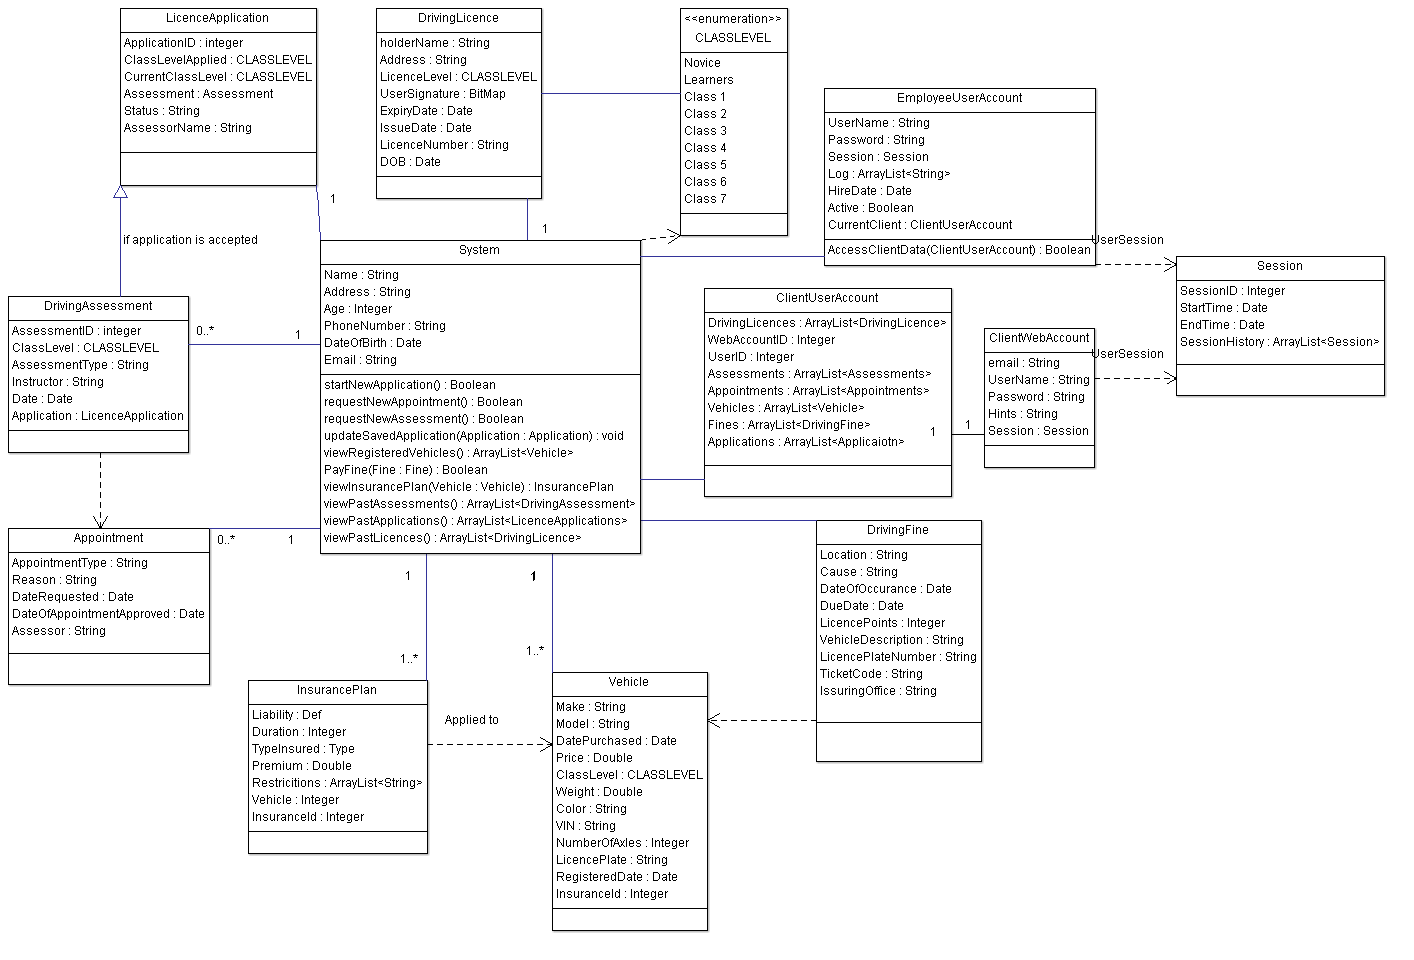 LicenceApplication
ApplicationID : integer
ClassLevelApplied : CLASSLEVEL
CurrentClassLevel : CLASSLEVEL
Assessment : Assessment
Status : String
AssessorName : String
DrivingLicence
holderName : String
Address : String
LicenceLevel : CLASSLEVEL
UserSignature : BitMap
ExpiryDate : Date
IssueDate : Date
LicenceNumber : String
DOB : Date
<<enumeration>>
CLASSLEVEL
Novice
Learners
Class 1
Class 2
Class 3
Class 4
Class 5
Class 6
Class 7
EmployeeUserAccount
UserName : String
Password : String
Session : Session
Log : ArrayList<String>
HireDate : Date
Active : Boolean
CurrentClient : ClientUserAccount
AccessClientData(ClientUserAccount) : Boolean
UserSession
1
1
if application is accepted
System
Name : String
Address : String
Age : Integer
PhoneNumber : String
DateOfBirth : Date
Email : String
startNewApplication() : Boolean
requestNewAppointment() : Boolean
requestNewAssessment() : Boolean
updateSavedApplication(Application : Application) : void
viewRegisteredVehicles() : ArrayList<Vehicle>
PayFine(Fine : Fine) : Boolean
viewInsurancePlan(Vehicle : Vehicle) : InsurancePlan
viewPastAssessments() : ArrayList<DrivingAssessment>
viewPastApplications() : ArrayList<LicenceApplications>
viewPastLicences() : ArrayList<DrivingLicence>
Session
SessionID : Integer
StartTime : Date
EndTime : Date
SessionHistory : ArrayList<Session>
DrivingAssessment
AssessmentID : integer
ClassLevel : CLASSLEVEL
AssessmentType : String
Instructor : String
Date : Date
Application : LicenceApplication
0..*
1
ClientUserAccount
DrivingLicences : ArrayList<DrivingLicence>
WebAccountID : Integer
UserID : Integer
Assessments : ArrayList<Assessments>
Appointments : ArrayList<Appointments>
Vehicles : ArrayList<Vehicle>
Fines : ArrayList<DrivingFine>
Applications : ArrayList<Applicaiotn>
1
1
ClientWebAccount
email : String
UserName : String
Password : String
Hints : String
Session : Session
UserSession
Appointment
AppointmentType : String
Reason : String
DateRequested : Date
DateOfAppointmentApproved : Date
Assessor : String
0..*
1
DrivingFine
Location : String
Cause : String
DateOfOccurance : Date
DueDate : Date
LicencePoints : Integer
VehicleDescription : String
LicencePlateNumber : String
TicketCode : String
IssuringOffice : String
1
1
1..*
1..*
InsurancePlan
Liability : Def
Duration : Integer
TypeInsured : Type
Premium : Double
Restricitions : ArrayList<String>
Vehicle : Integer
InsuranceId : Integer
Applied to
Vehicle
Make : String
Model : String
DatePurchased : Date
Price : Double
ClassLevel : CLASSLEVEL
Weight : Double
Color : String
VIN : String
NumberOfAxles : Integer
LicencePlate : String
RegisteredDate : Date
InsuranceId : Integer